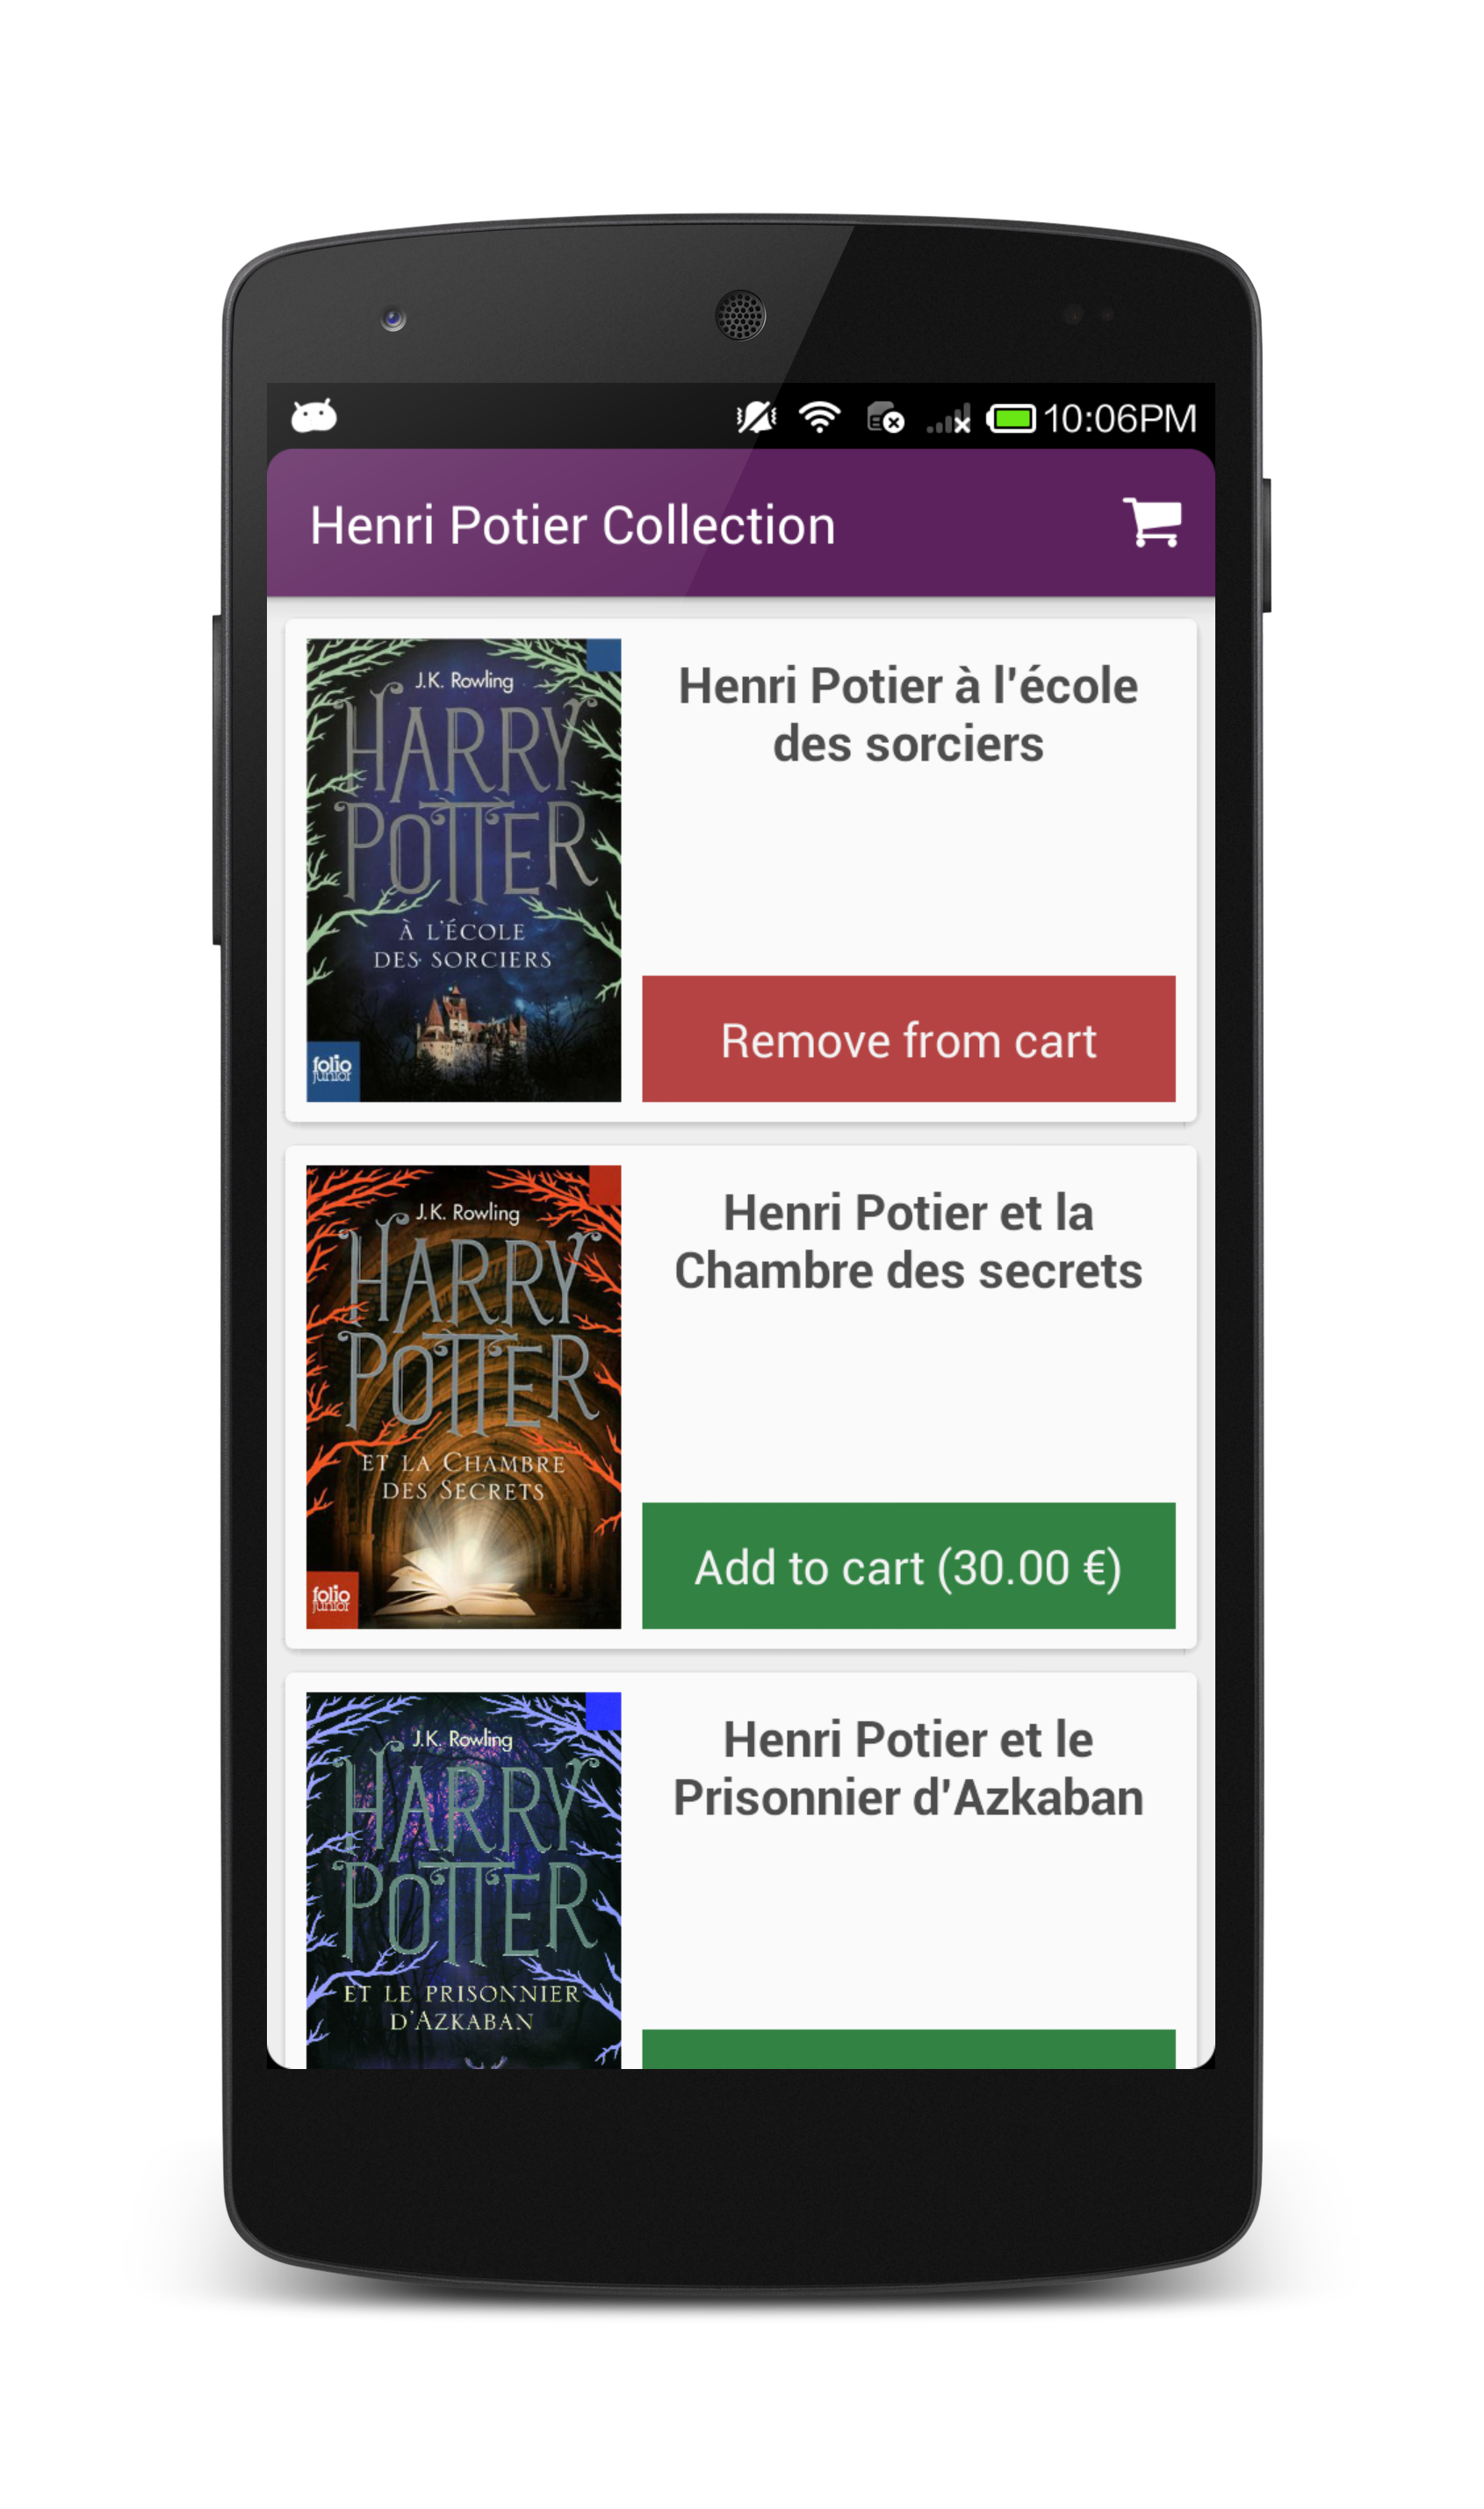 10:06PM
Henri Potier Collection
J.K. Rowling
HARRY
POTTER
À L'ÉCOLE
DES SORCIERS
folio
junior
Henri Potier à l'école
des sorciers
Remove from cart
J.K. Rowling
HARRY
POTTER
ET LA CHAMBRE
DES SECRETS
folio
junior
Henri Potier et la
Chambre des secrets
Add to cart (30.00 €)
J.K. Rowling
HARRY
POTTER
ET LE PRISONNIER
D'AZKABAN
Henri Potier et le
Prisonnier d'Azkaban